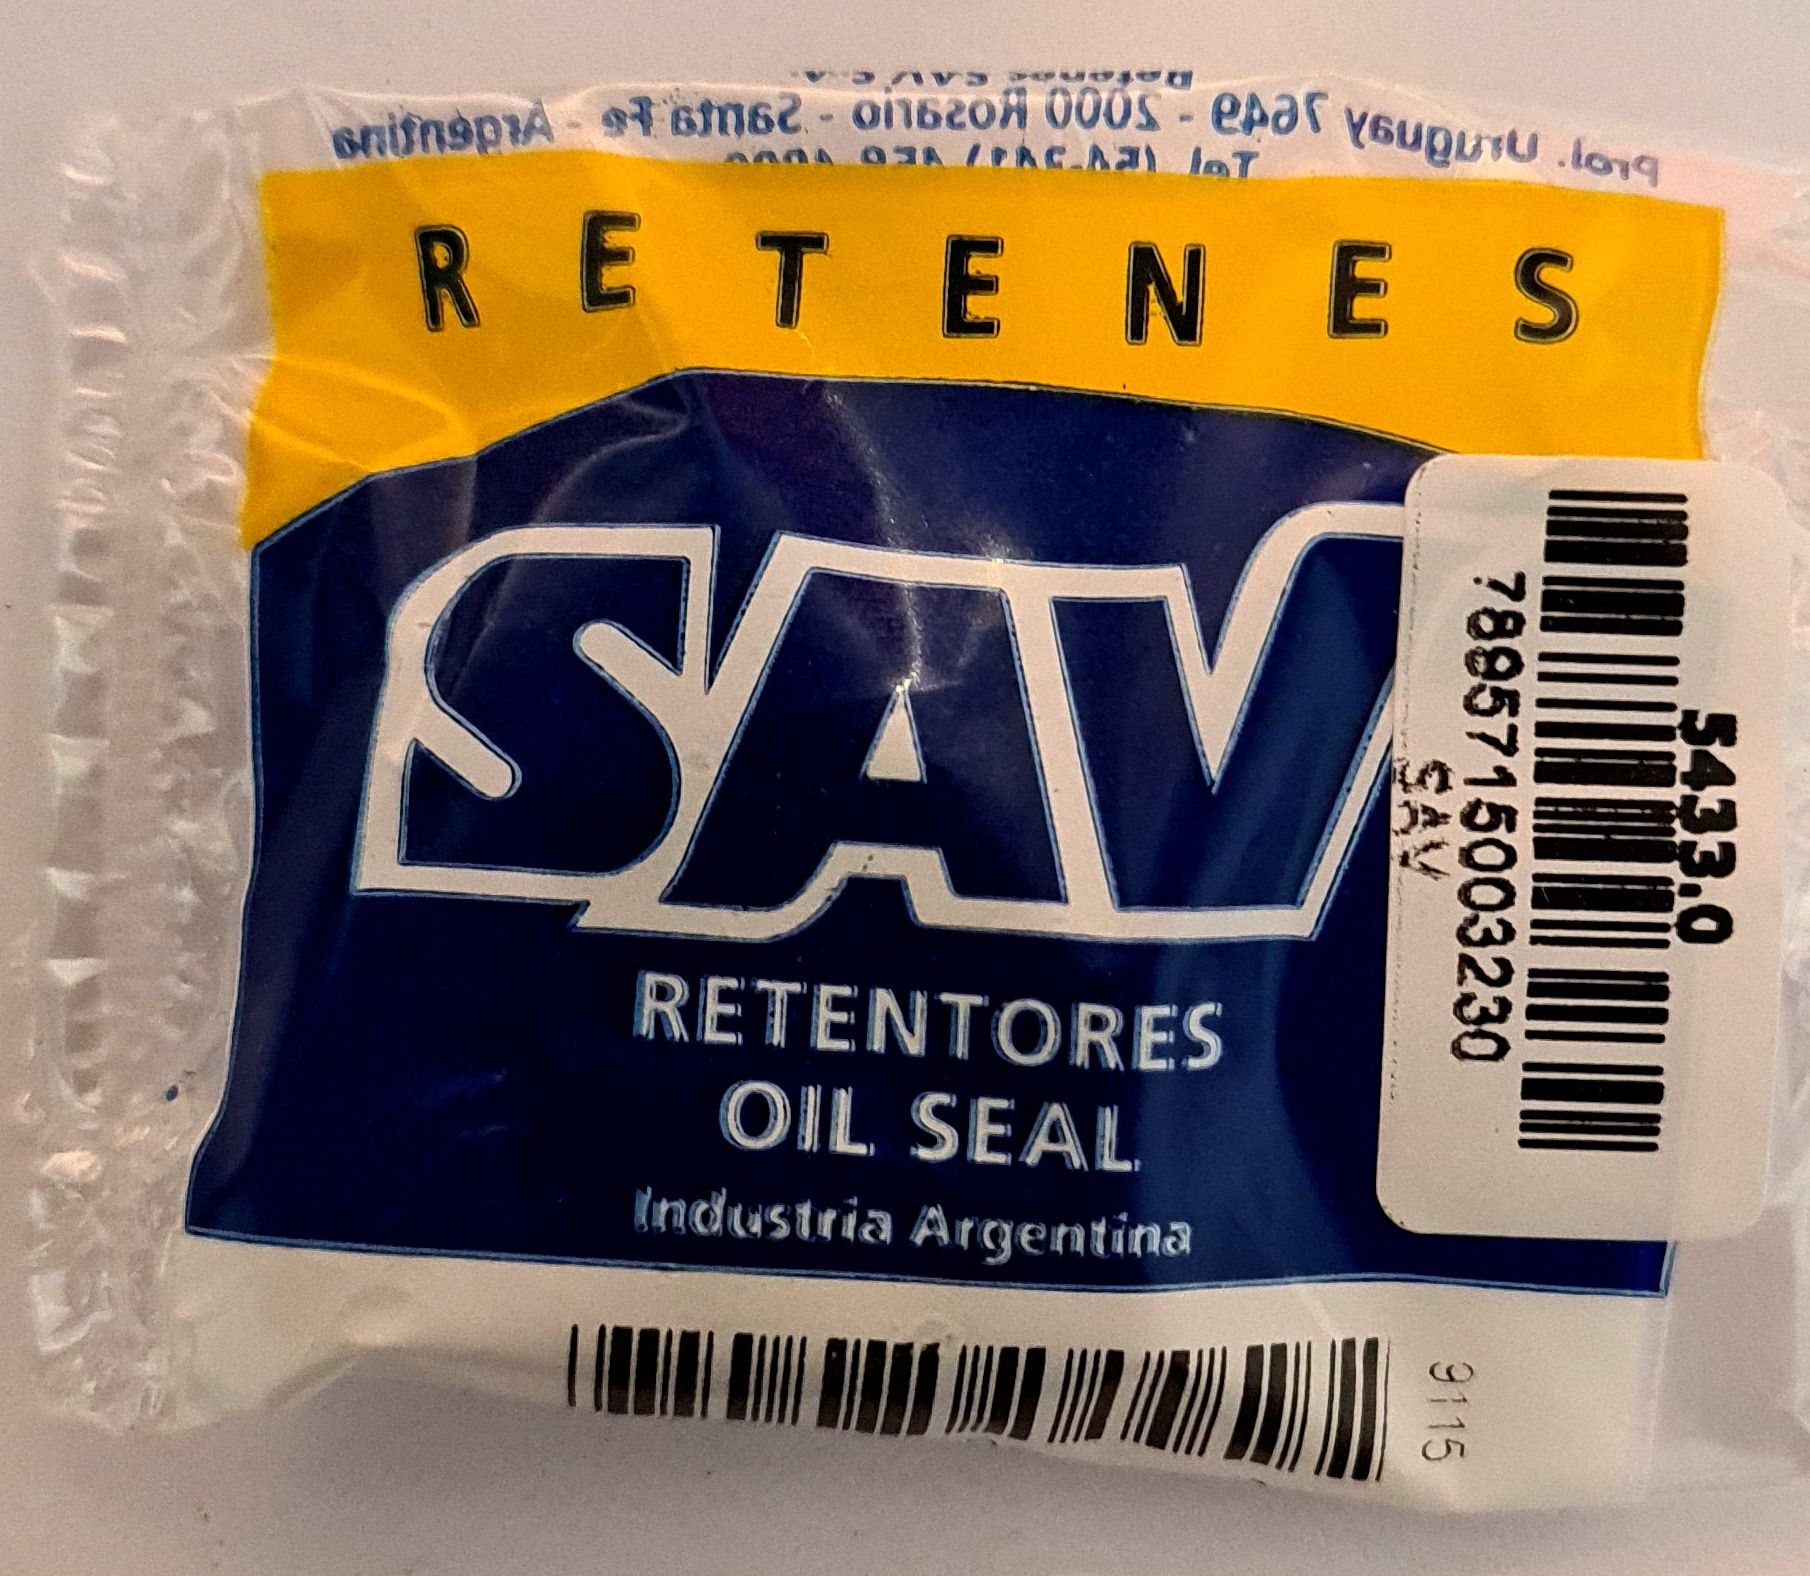 Prol. Uruguay 7649 - 2000 Rosario - Santa Fe - Argentina
RETENES
SAV
RETENTORES
OIL SEAL
Industria Argentina
5433.0
7885715003230
SAV
9115